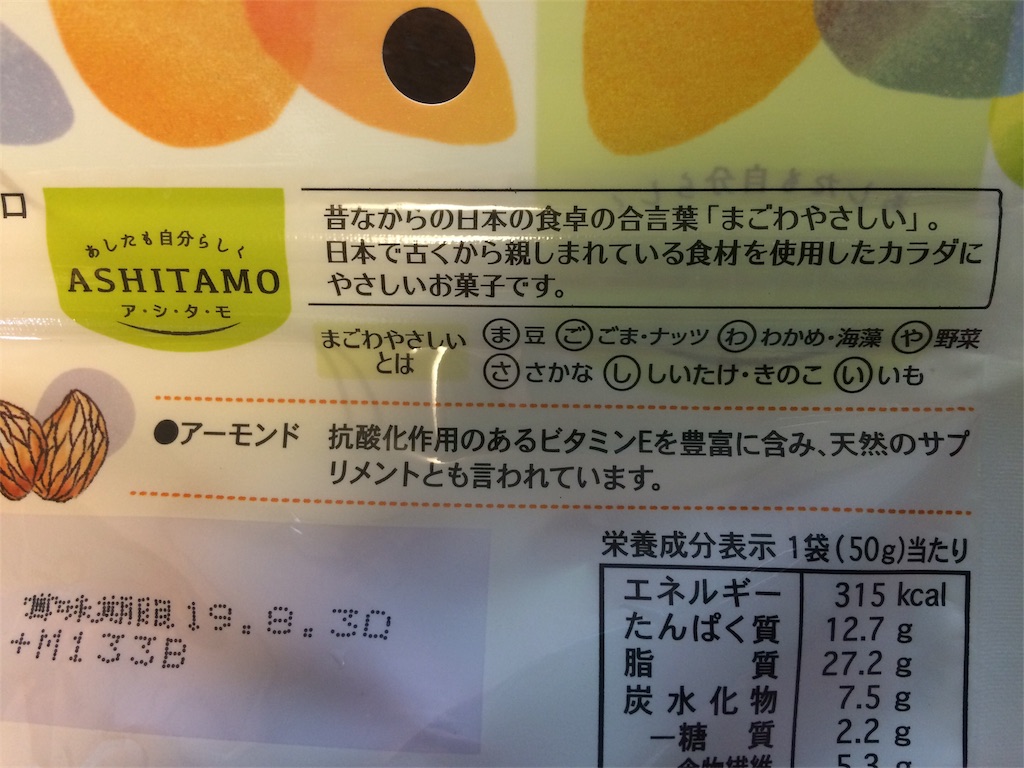 ロ
あしたも自分らしく
ASHITAMO
ア・シ・タ・モ
昔ながらの日本の食卓の合言葉「まごわやさしい」。
日本で古くから親しまれている食材を使用したカラダに
やさしいお菓子です。
まごわやさしい
とは
ま 豆 ご ごま・ナッツ わ わかめ・海藻 や 野菜
さ さかな し しいたけ・きのこ い いも
●アーモンド 抗酸化作用のあるビタミンEを豊富に含み、天然のサプ
リメントとも言われています。
栄養成分表示 1袋(50g)当たり
エネルギー 315 kcal
たんぱく質 12.7 g
脂質 27.2 g
炭水化物 7.5 g
－糖質 2.2 g
食物繊維 5.3 g
賞味期限19.8.30
+M133B